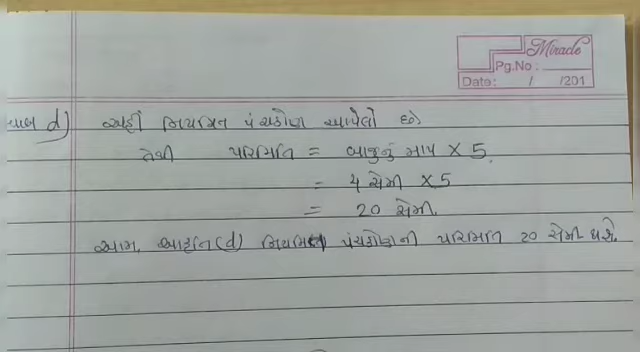 Miracle
Pg.No :
Date: / /201
જવાબ d) અહીં નિયમિત પંચકોણ આપેલો છે.
તેથી પરિમિતિ = બાજુનું માપ × 5
= 4 સેમી × 5
= 20 સેમી.
આમ, આકૃતિ (d) નિયમિત પંચકોણની પરિમિતિ 20 સેમી થશે.